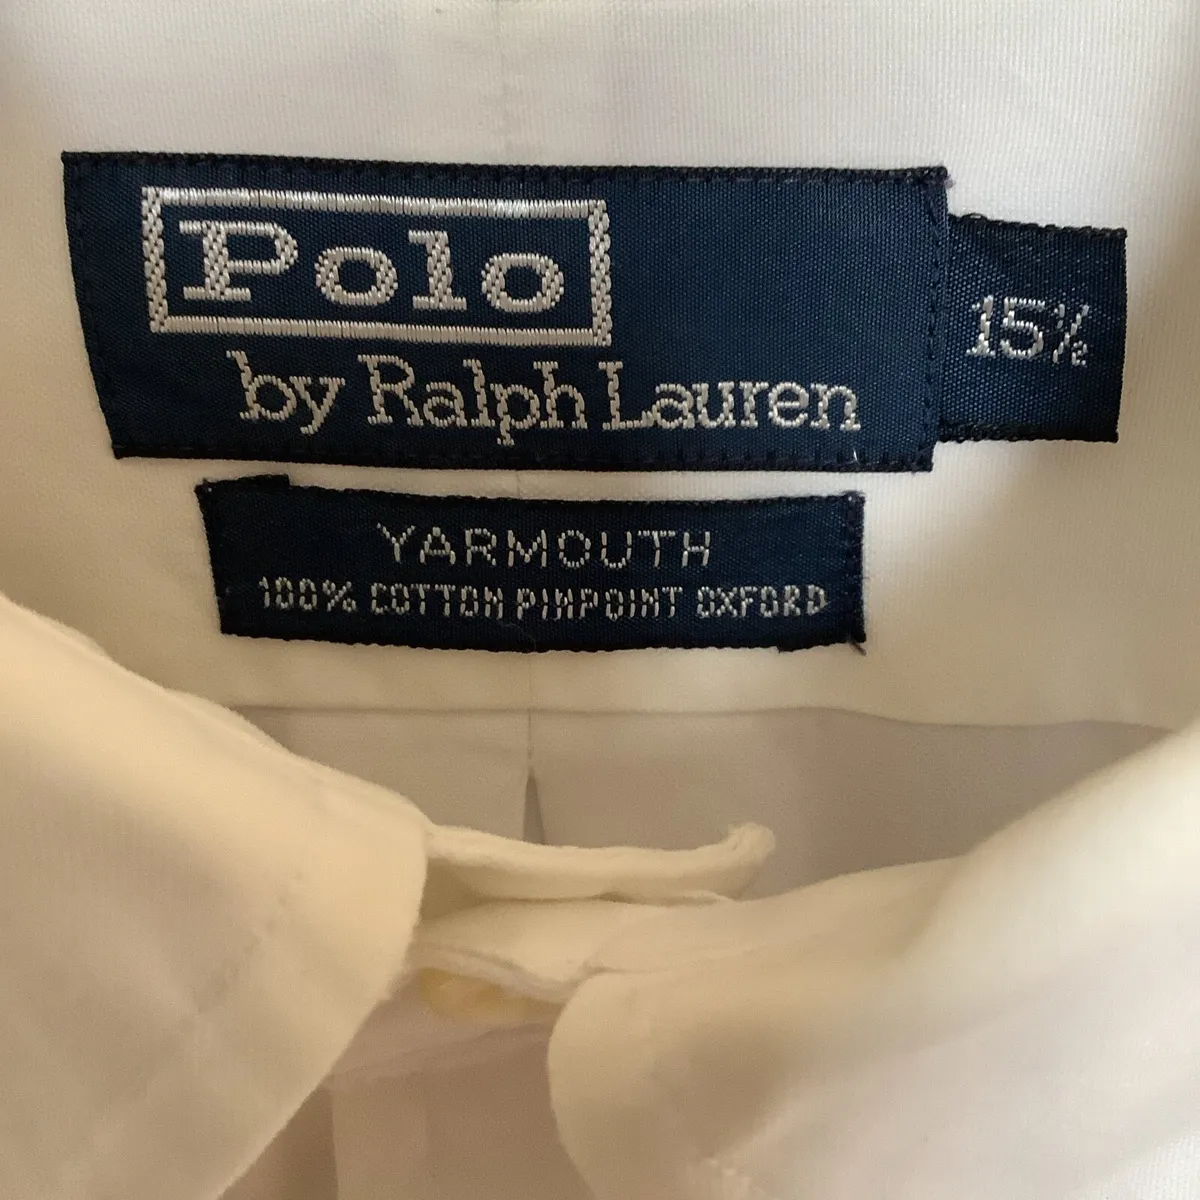 Polo
by Ralph Lauren
15½
YARMOUTH
100% COTTON PINPOINT OXFORD